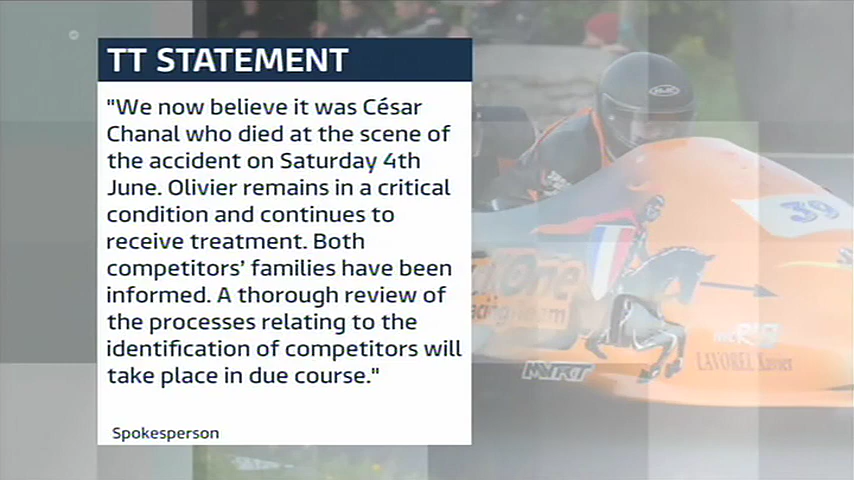 TT STATEMENT
"We now believe it was César
Chanal who died at the scene of
the accident on Saturday 4th
June. Olivier remains in a critical
condition and continues to
receive treatment. Both
competitors' families have been
informed. A thorough review of
the processes relating to the
identification of competitors will
take place in due course."
Spokesperson
39
MVRT
LAVOREL Xavier